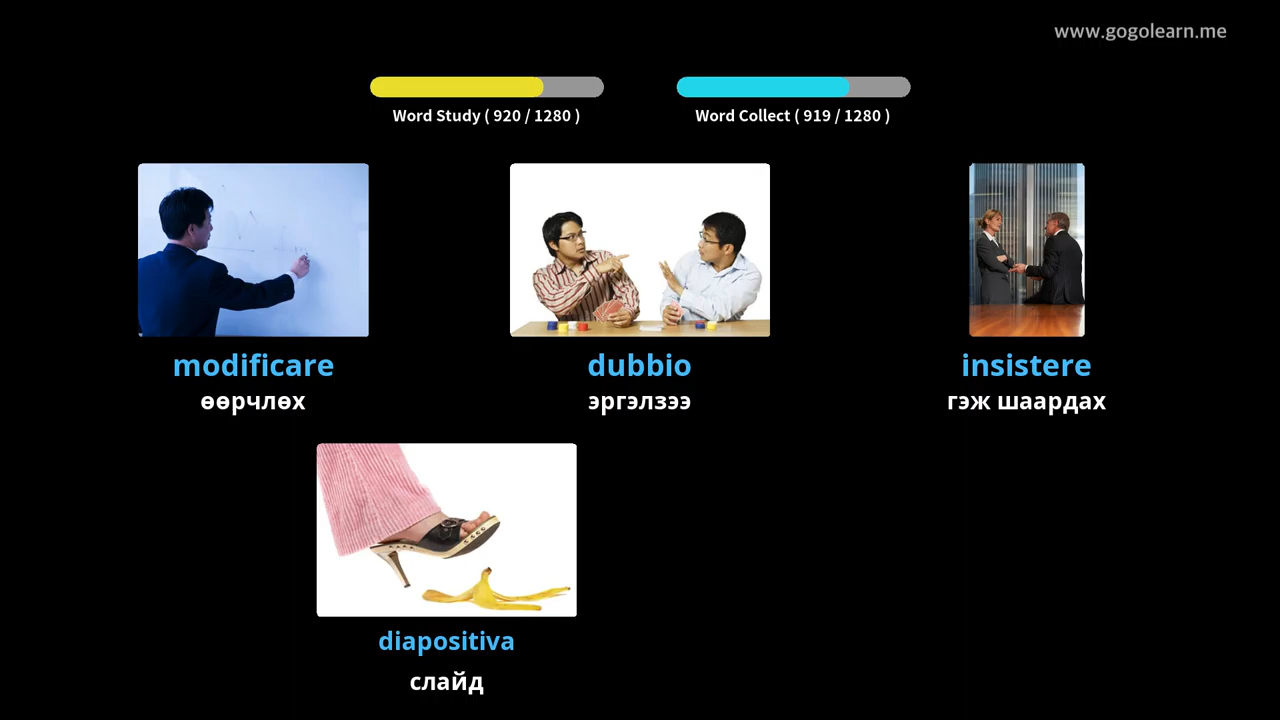 www.gogolearn.me
Word Study ( 920 / 1280 )
Word Collect ( 919 / 1280 )
modificare
өөрчлөх
dubbio
эргэлзээ
insistere
гэж шаардах
diapositiva
слайд